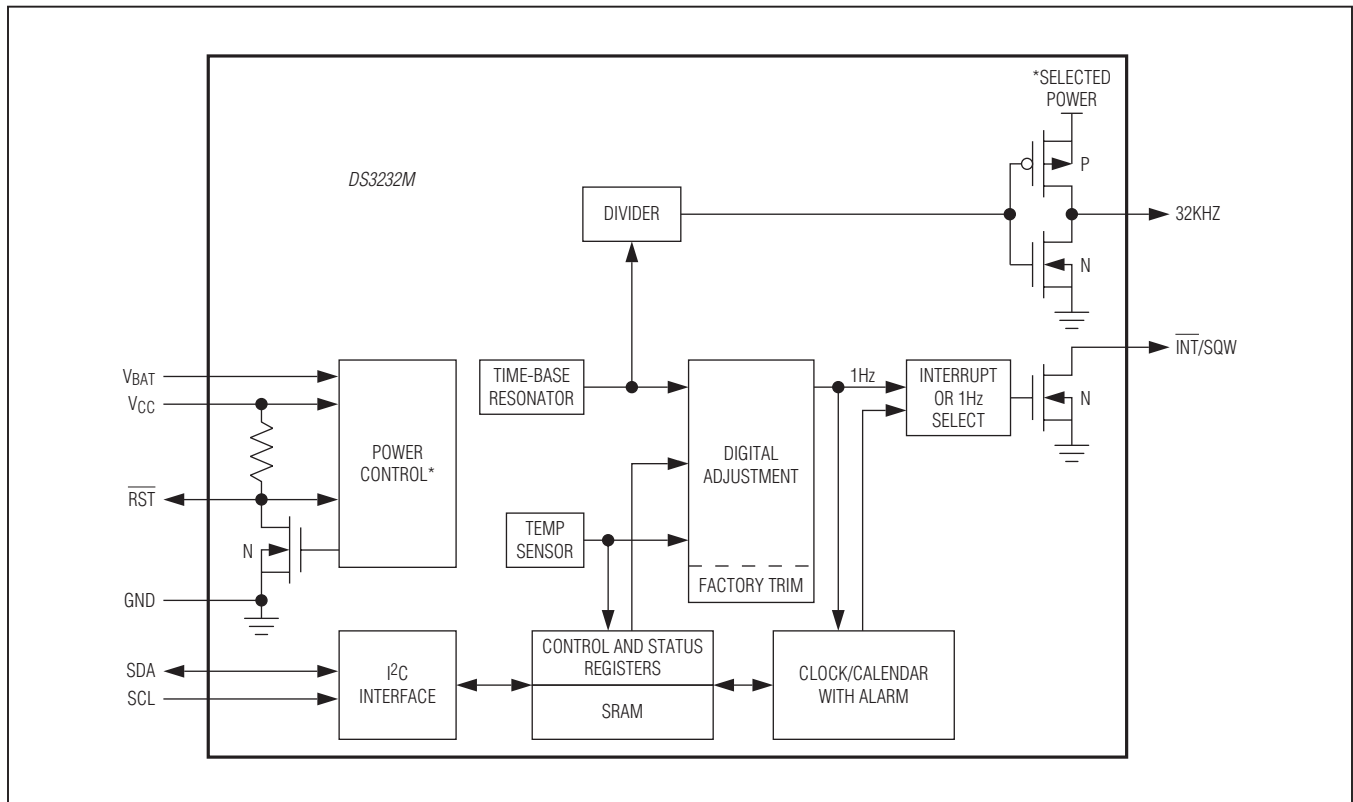 *SELECTED
POWER
P
DS3232M
DIVIDER
32KHZ
N
I̅N̅T̅/SQW
VBAT
VCC
TIME-BASE
RESONATOR
1Hz
INTERRUPT
OR 1Hz
SELECT
N
POWER
CONTROL*
DIGITAL
ADJUSTMENT
R̅S̅T̅
TEMP
SENSOR
N
FACTORY TRIM
GND
CONTROL AND STATUS
REGISTERS
SDA
I²C
INTERFACE
CLOCK/CALENDAR
WITH ALARM
SCL
SRAM